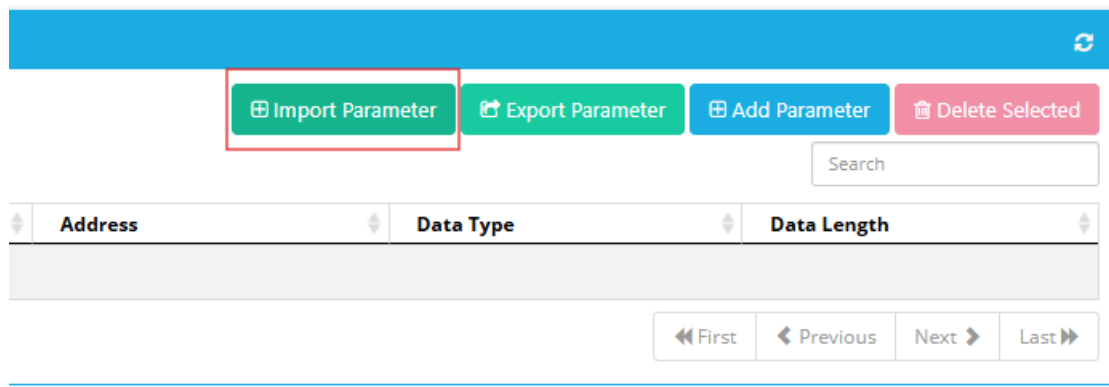 Import Parameter Export Parameter Add Parameter Delete Selected
Search
Address Data Type Data Length
First Previous Next Last